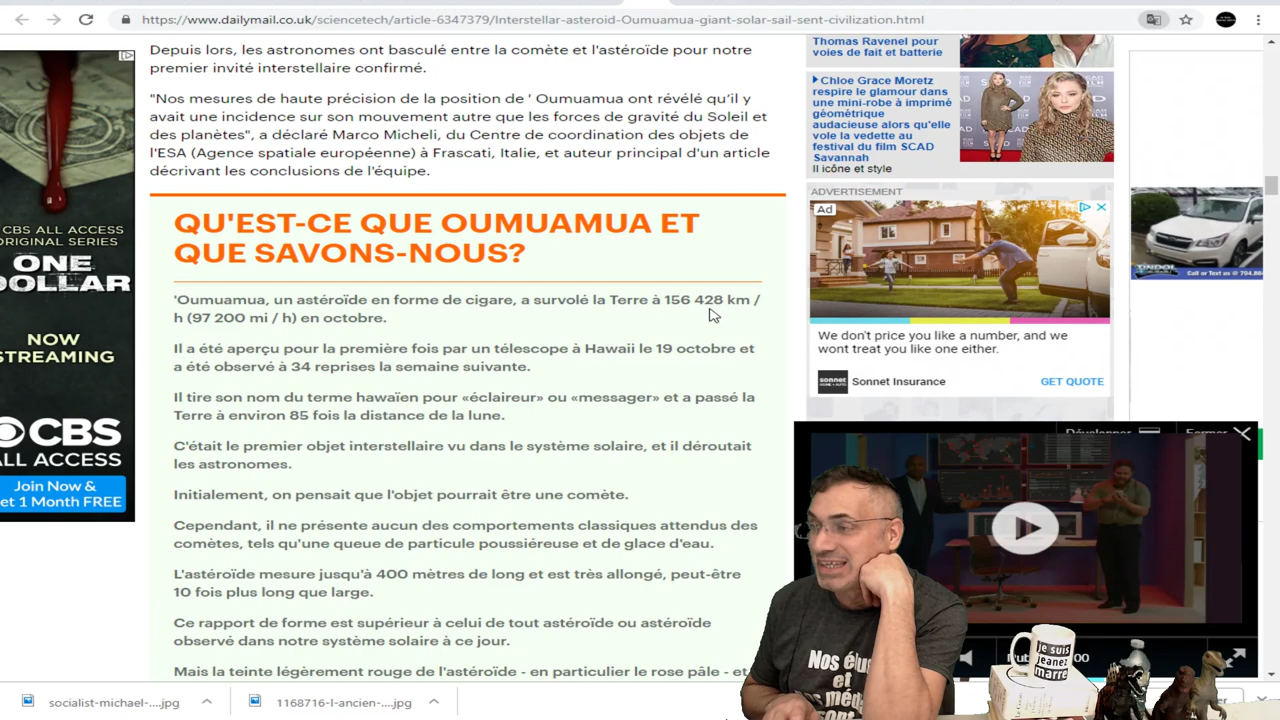 https://www.dailymail.co.uk/sciencetech/article-6347379/Interstellar-asteroid-Oumuamua-giant-solar-sail-sent-civilization.html
Depuis lors, les astronomes ont basculé entre la comète et l'astéroïde pour notre
premier invité interstellaire confirmé.
"Nos mesures de haute précision de la position de ' Oumuamua ont révélé qu'il y
avait une incidence sur son mouvement autre que les forces de gravité du Soleil et
des planètes", a déclaré Marco Micheli, du Centre de coordination des objets de
l'ESA (Agence spatiale européenne) à Frascati, Italie, et auteur principal d'un article
décrivant les conclusions de l'équipe.
QU'EST-CE QUE OUMUAMUA ET
QUE SAVONS-NOUS?
'Oumuamua, un astéroïde en forme de cigare, a survolé la Terre à 156 428 km /
h (97 200 mi / h) en octobre.
Il a été aperçu pour la première fois par un télescope à Hawaii le 19 octobre et
a été observé à 34 reprises la semaine suivante.
Il tire son nom du terme hawaïen pour «éclaireur» ou «messager» et a passé la
Terre à environ 85 fois la distance de la lune.
C'était le premier objet interstellaire vu dans le système solaire, et il déroutait
les astronomes.
Initialement, on pensait que l'objet pourrait être une comète.
Cependant, il ne présente aucun des comportements classiques attendus des
comètes, tels qu'une queue de particule poussiéreuse et de glace d'eau.
L'astéroïde mesure jusqu'à 400 mètres de long et est très allongé, peut-être
10 fois plus long que large.
Ce rapport de forme est supérieur à celui de tout astéroïde ou astéroïde
observé dans notre système solaire à ce jour.
Mais la teinte légèrement rouge de l'astéroïde - en particulier le rose pâle - et
CBS ALL ACCESS
ORIGINAL SERIES
ONE
DOLLAR
NOW
STREAMING
CBS
ALL ACCESS
Join Now &
Get 1 Month FREE
Thomas Ravenel pour
voies de fait et batterie
Chloe Grace Moretz
respire le glamour dans
une mini-robe à imprimé
géométrique
audacieuse alors qu'elle
vole la vedette au
festival du film SCAD
Savannah
Il icône et style
ADVERTISEMENT
Ad
We don't price you like a number, and we
wont treat you like one either.
sonnet
Sonnet Insurance
GET QUOTE
Call or Text us @ 704.
Développer
Fermer
je suis
jeanez
marre
socialist-michael-....jpg
1168716-l-ancien-....jpg